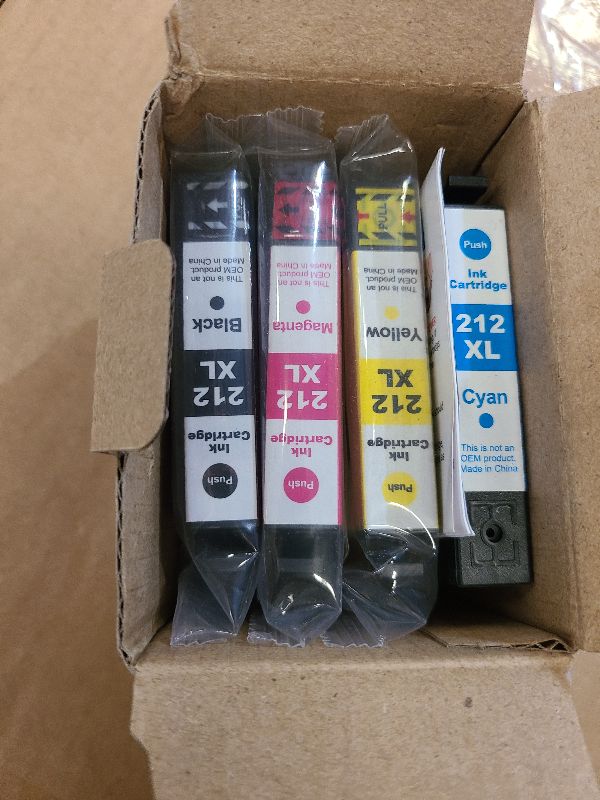 Push
Ink
Cartridge
212
XL
Black
This is not an
OEM product.
Made in China
Push
Ink
Cartridge
212
XL
Magenta
This is not an
OEM product.
Made in China
Push
Ink
Cartridge
212
XL
Yellow
This is not an
OEM product.
Made in China
PULL
Push
Ink
Cartridge
212
XL
Cyan
This is not an
OEM product.
Made in China